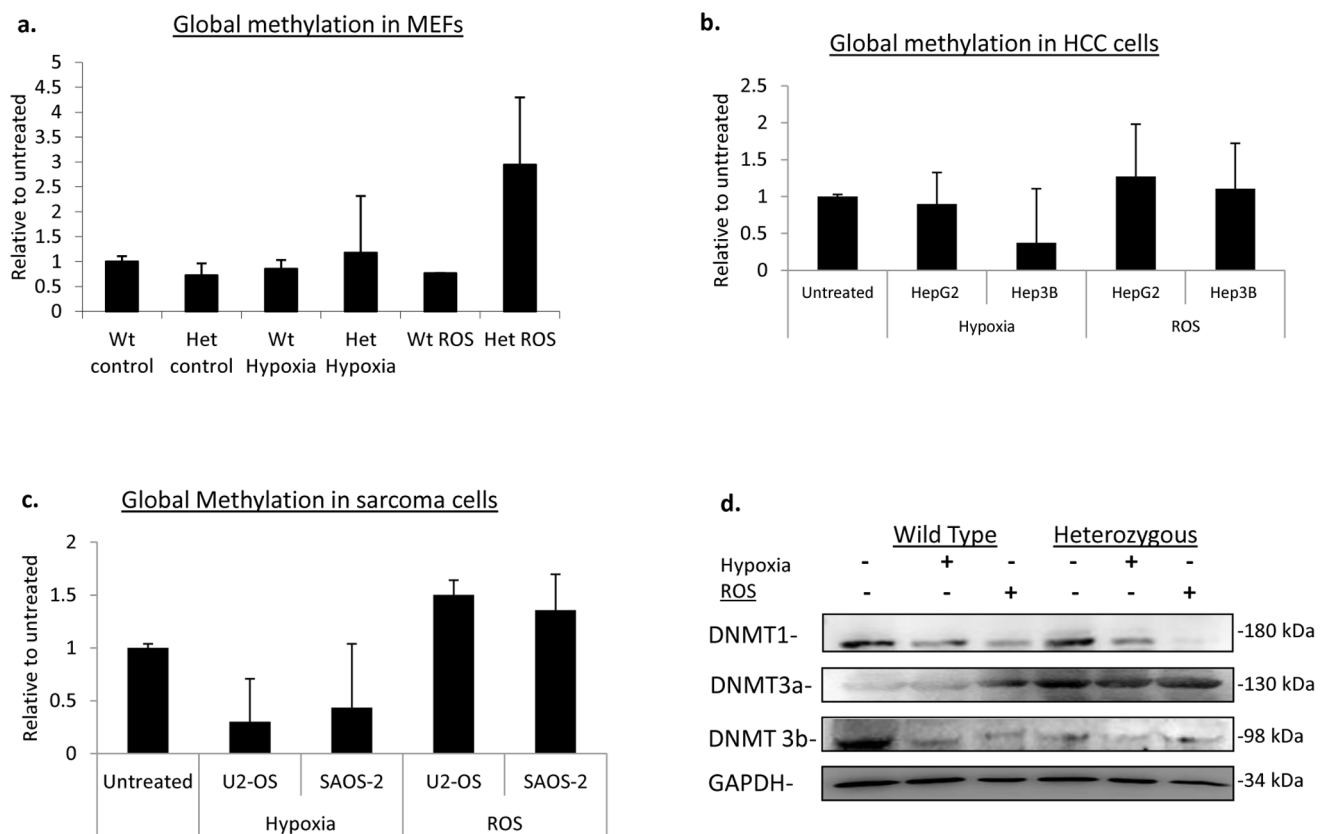 a.
Global methylation in MEFs
Relative to untreated
5
4.5
4
3.5
3
2.5
2
1.5
1
0.5
0
Wt control
Het control
Wt Hypoxia
Het Hypoxia
Wt ROS
Het ROS
b.
Global methylation in HCC cells
Relative to unttreated
2.5
2
1.5
1
0.5
0
Untreated HepG2 Hep3B HepG2 Hep3B
Hypoxia ROS
c.
Global Methylation in sarcoma cells
Relative to untreated
2
1.5
1
0.5
0
Untreated U2-OS SAOS-2 U2-OS SAOS-2
Hypoxia ROS
d.
Wild Type Heterozygous
Hypoxia - + - - + -
ROS - - + - - +
DNMT1- -180 kDa
DNMT3a- -130 kDa
DNMT 3b- -98 kDa
GAPDH- -34 kDa